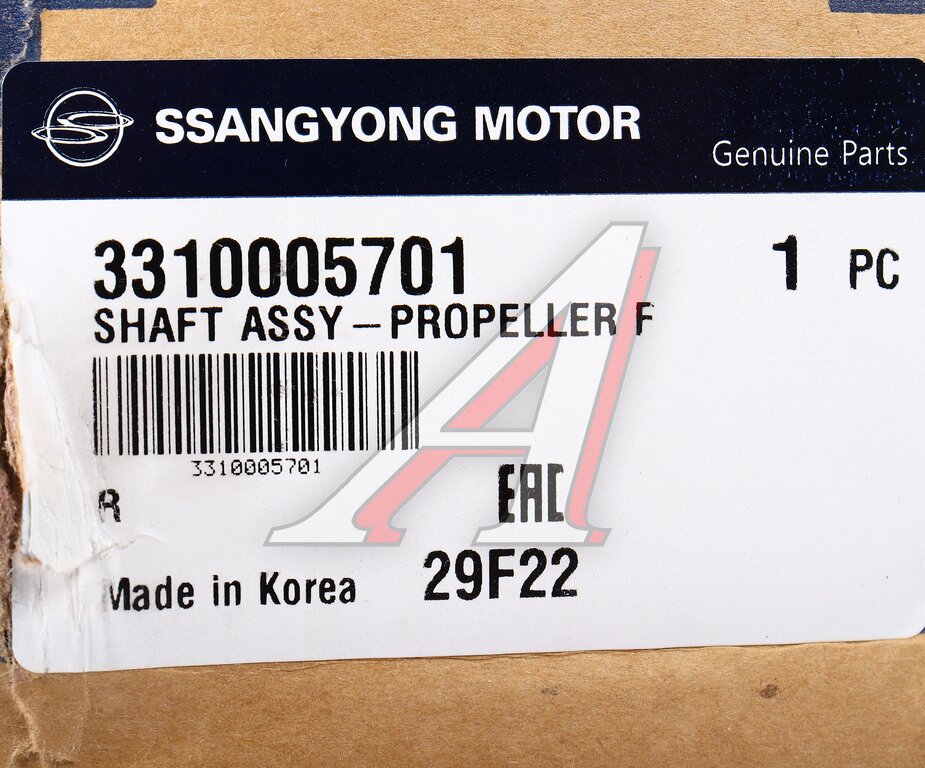 SSANGYONG MOTOR
Genuine Parts
3310005701 1 PC
SHAFT ASSY-PROPELLER F
3310005701
R EAC
Made in Korea 29F22